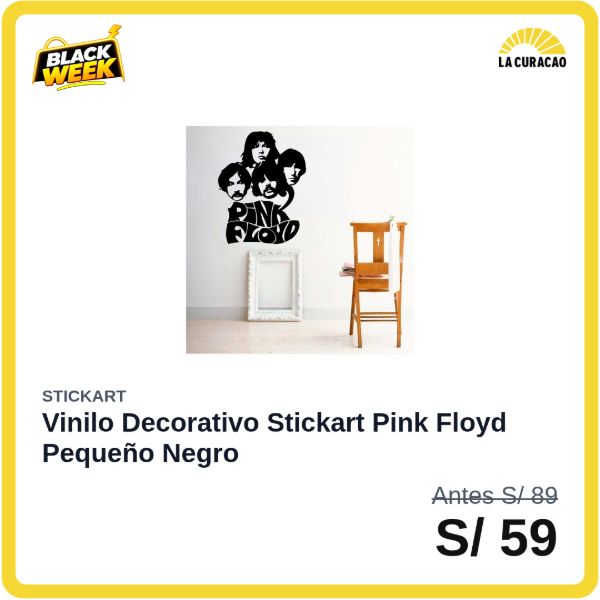 BLACK
WEEK
LA CURACAO
PINK
FLOYD
STICKART
Vinilo Decorativo Stickart Pink Floyd
Pequeño Negro
Antes S/ 89
S/ 59